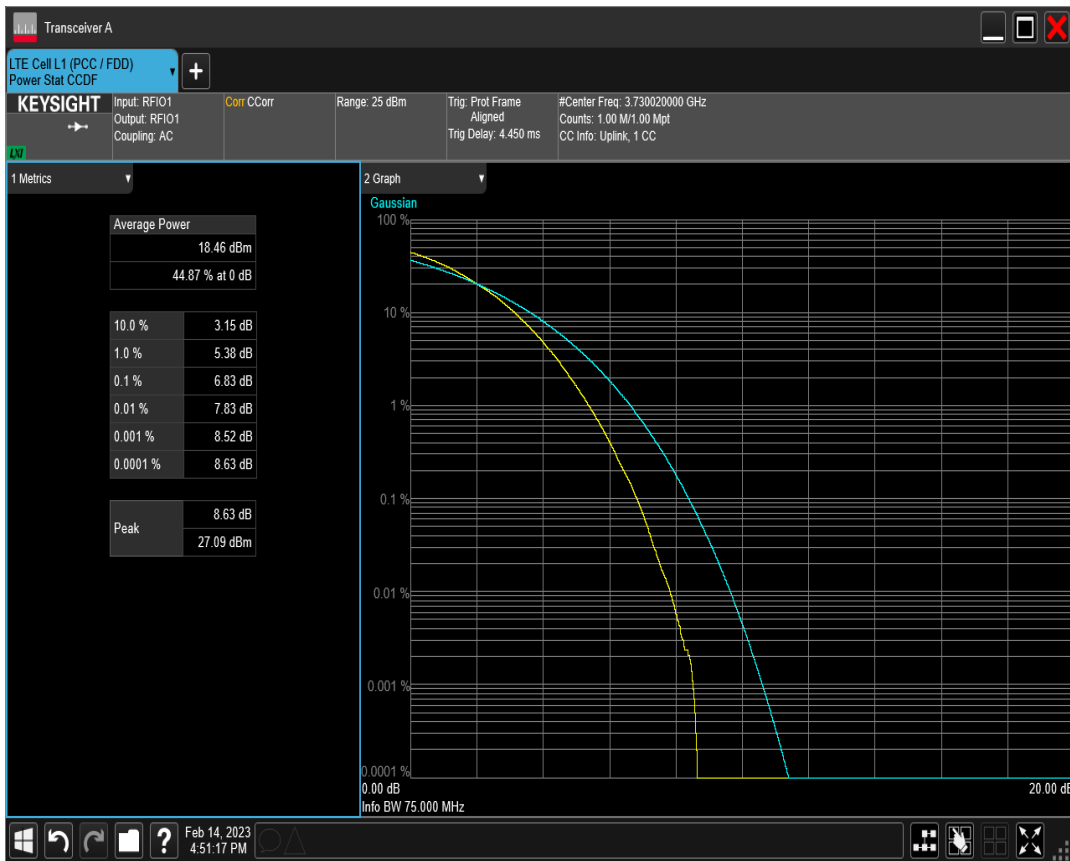 Transceiver A
LTE Cell L1 (PCC / FDD)
Power Stat CCDF
KEYSIGHT
LXI
Input: RFIO1
Output: RFIO1
Coupling: AC
Corr CCorr
Range: 25 dBm
Trig: Prot Frame
Aligned
Trig Delay: 4.450 ms
#Center Freq: 3.730020000 GHz
Counts: 1.00 M/1.00 Mpt
CC Info: Uplink, 1 CC
1 Metrics
Average Power
18.46 dBm
44.87 % at 0 dB
10.0 % 3.15 dB
1.0 % 5.38 dB
0.1 % 6.83 dB
0.01 % 7.83 dB
0.001 % 8.52 dB
0.0001 % 8.63 dB
Peak
8.63 dB
27.09 dBm
2 Graph
Gaussian
100 %
10 %
1 %
0.1 %
0.01 %
0.001 %
0.0001 %
0.00 dB
20.00 dB
Info BW 75.000 MHz
?
Feb 14, 2023
4:51:17 PM